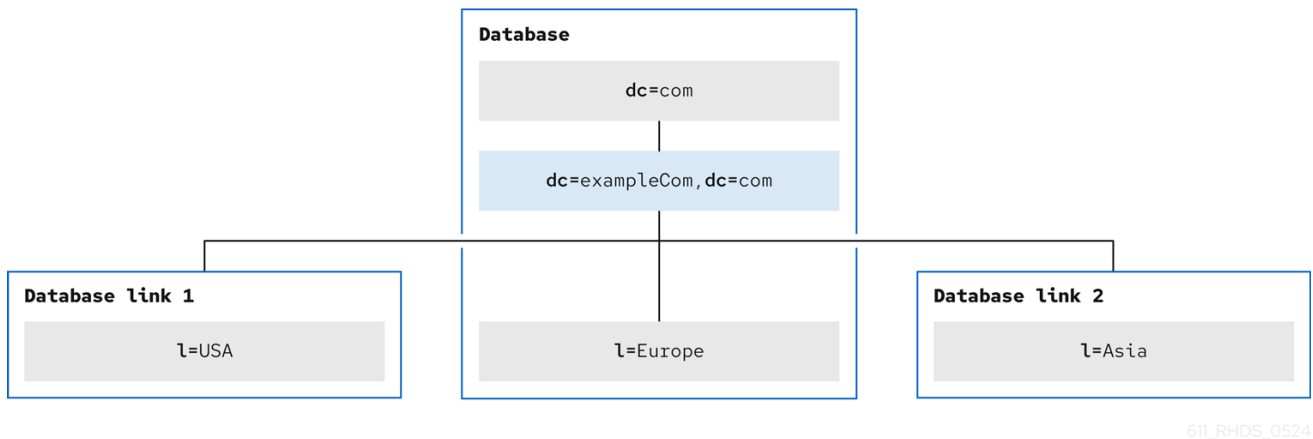 Database
dc=com
dc=exampleCom,dc=com
Database link 1
l=USA
l=Europe
Database link 2
l=Asia
611_RHDS_0524